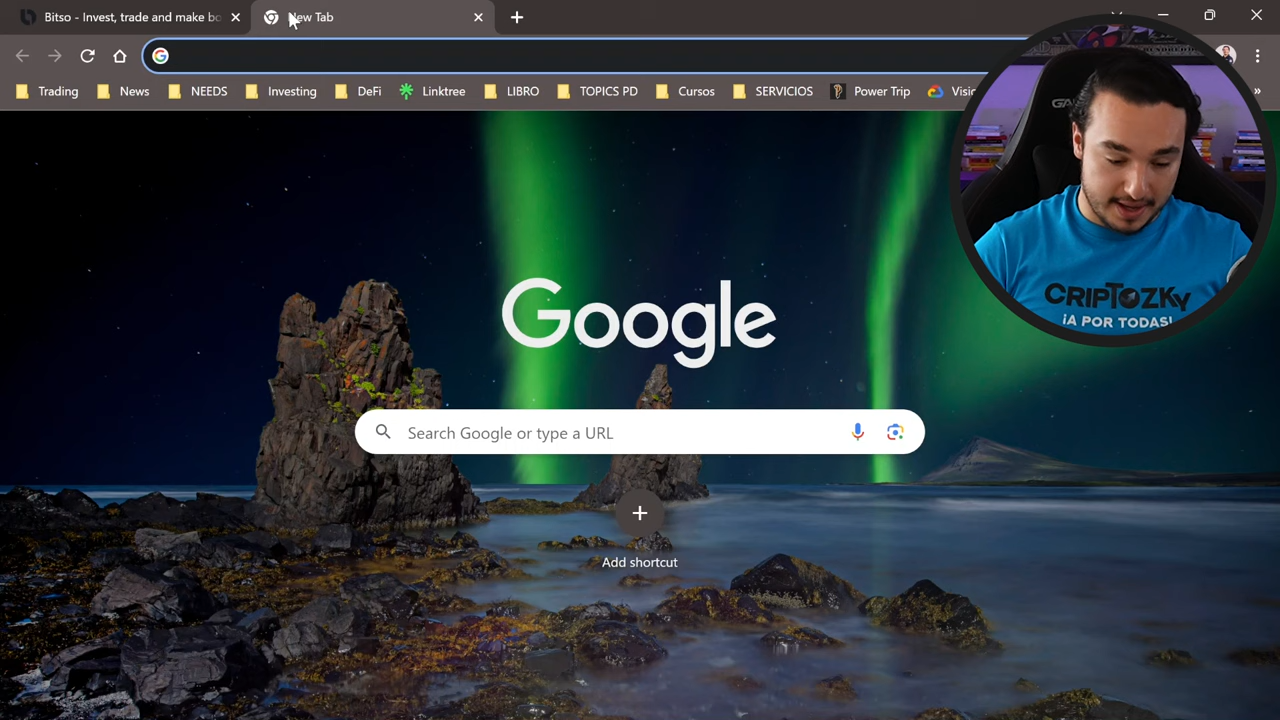 Bitso - Invest, trade and make bo
New Tab
Trading
News
NEEDS
Investing
DeFi
Linktree
LIBRO
TOPICS PD
Cursos
SERVICIOS
Power Trip
»
Google
Search Google or type a URL
Add shortcut
CRIPTOZKY
¡A POR TODAS!